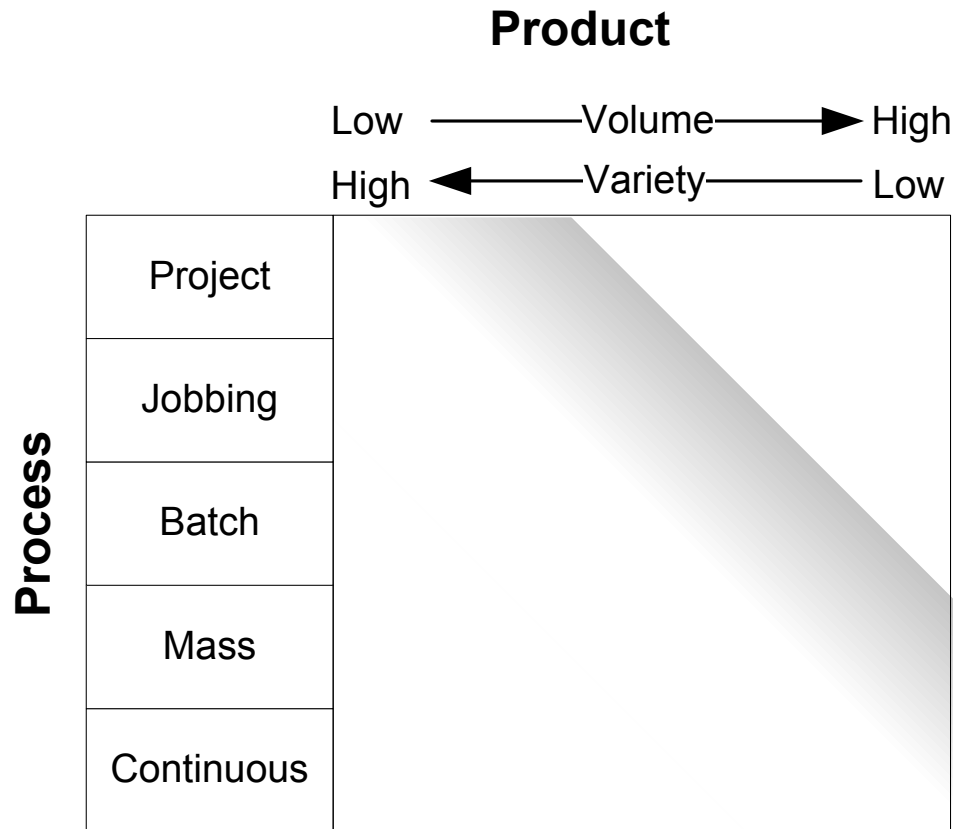 Product
Low Volume High
High Variety Low
Process
Project
Jobbing
Batch
Mass
Continuous